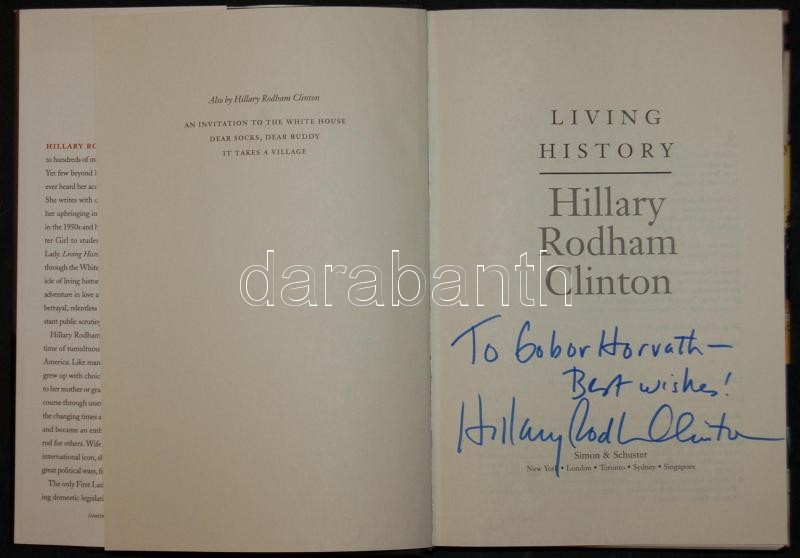 HILLARY RO
to hundreds of m
Yet few beyond
ever heard her acc
She writes with
her upbringing in
in the 1950s and
ter Girl to studen
Lady. Living Histo
through the White
icle of living histor
adventure in love a
betrayal, relentless
stant public scrutin
Hillary Rodham
time of tumultuous
America. Like man
grew up with choic
to her mother or gra
course through unex
the changing times a
and became an emb
rod for others. Wife
international icon, s
great political wars, f
The only First Lad
ing domestic legislati
Also by Hillary Rodham Clinton
AN INVITATION TO THE WHITE HOUSE
DEAR SOCKS, DEAR BUDDY
IT TAKES A VILLAGE
LIVING
HISTORY
Hillary
Rodham
Clinton
darabanth
To Gobor Horvath –
Best wishes!
Hillary Rodham Clinton
Simon & Schuster
New York • London • Toronto • Sydney • Singapore